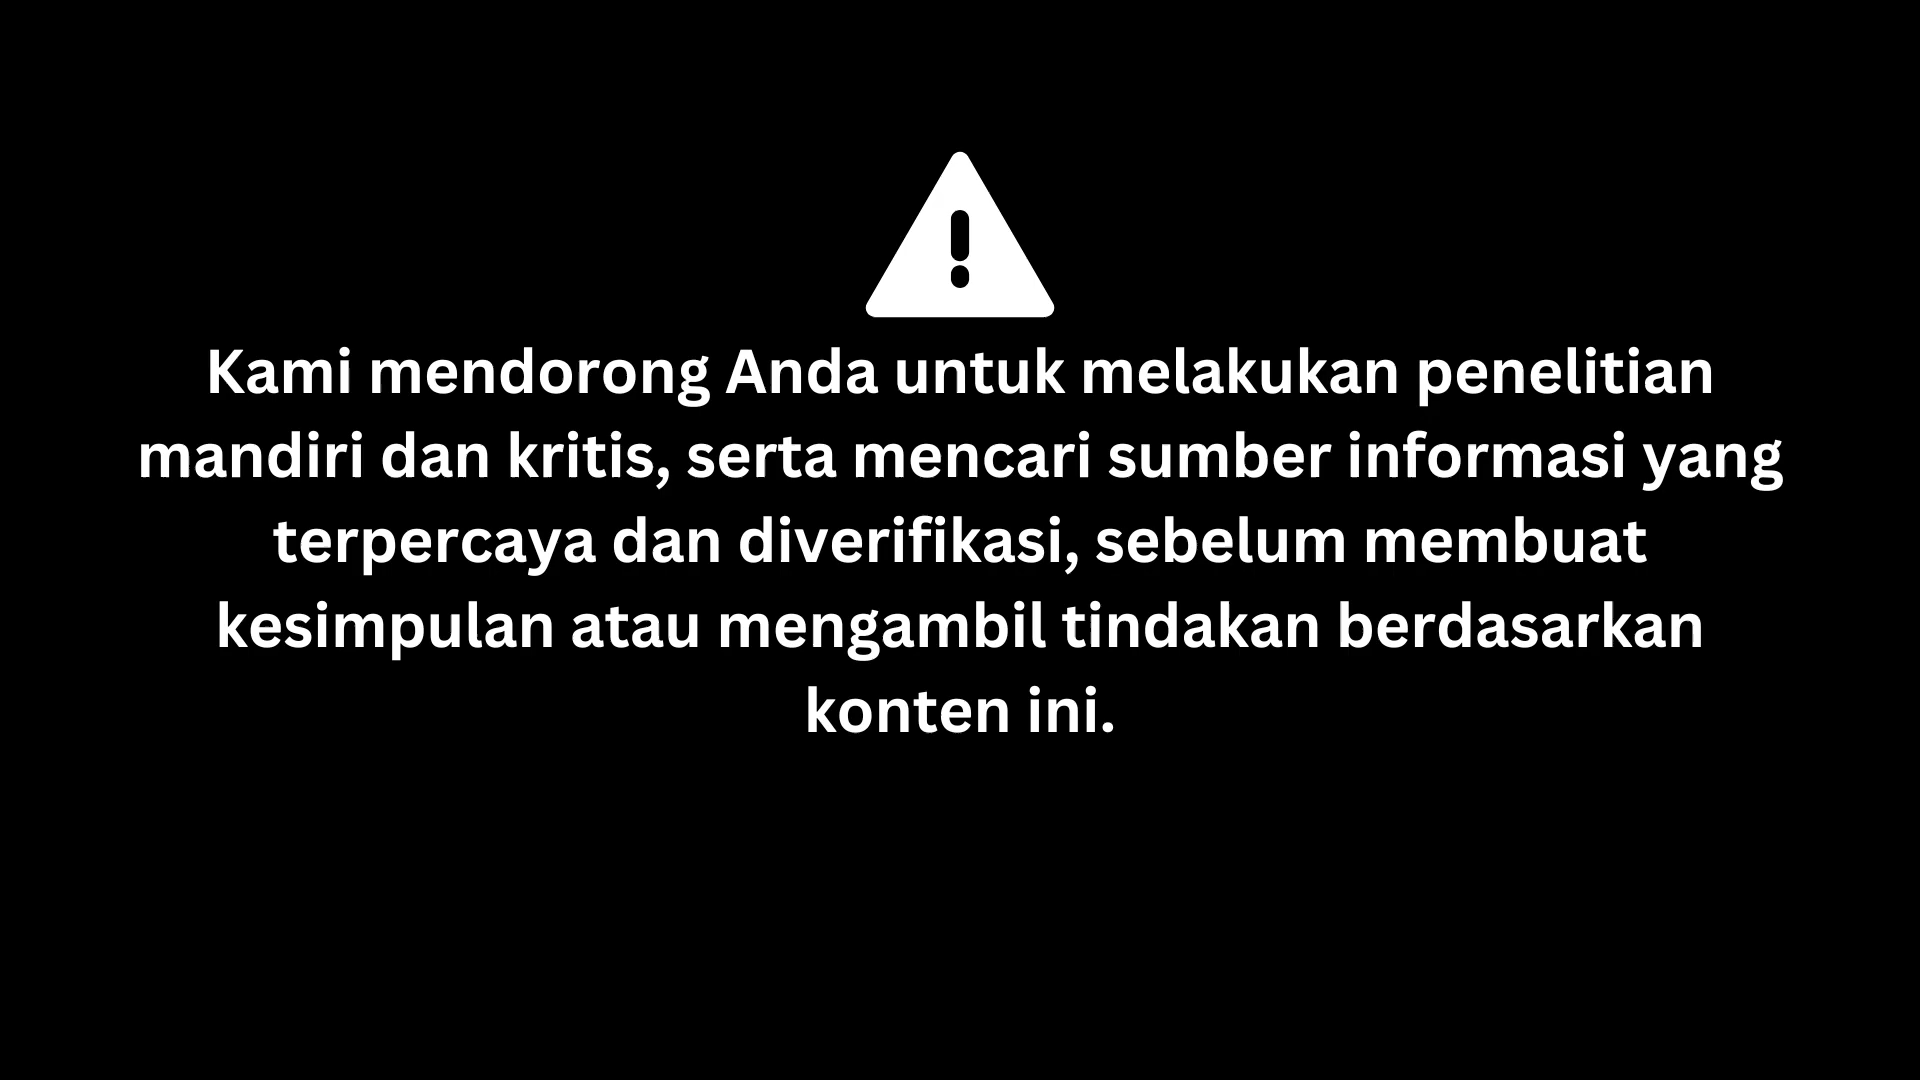 Kami mendorong Anda untuk melakukan penelitian
mandiri dan kritis, serta mencari sumber informasi yang
terpercaya dan diverifikasi, sebelum membuat
kesimpulan atau mengambil tindakan berdasarkan
konten ini.